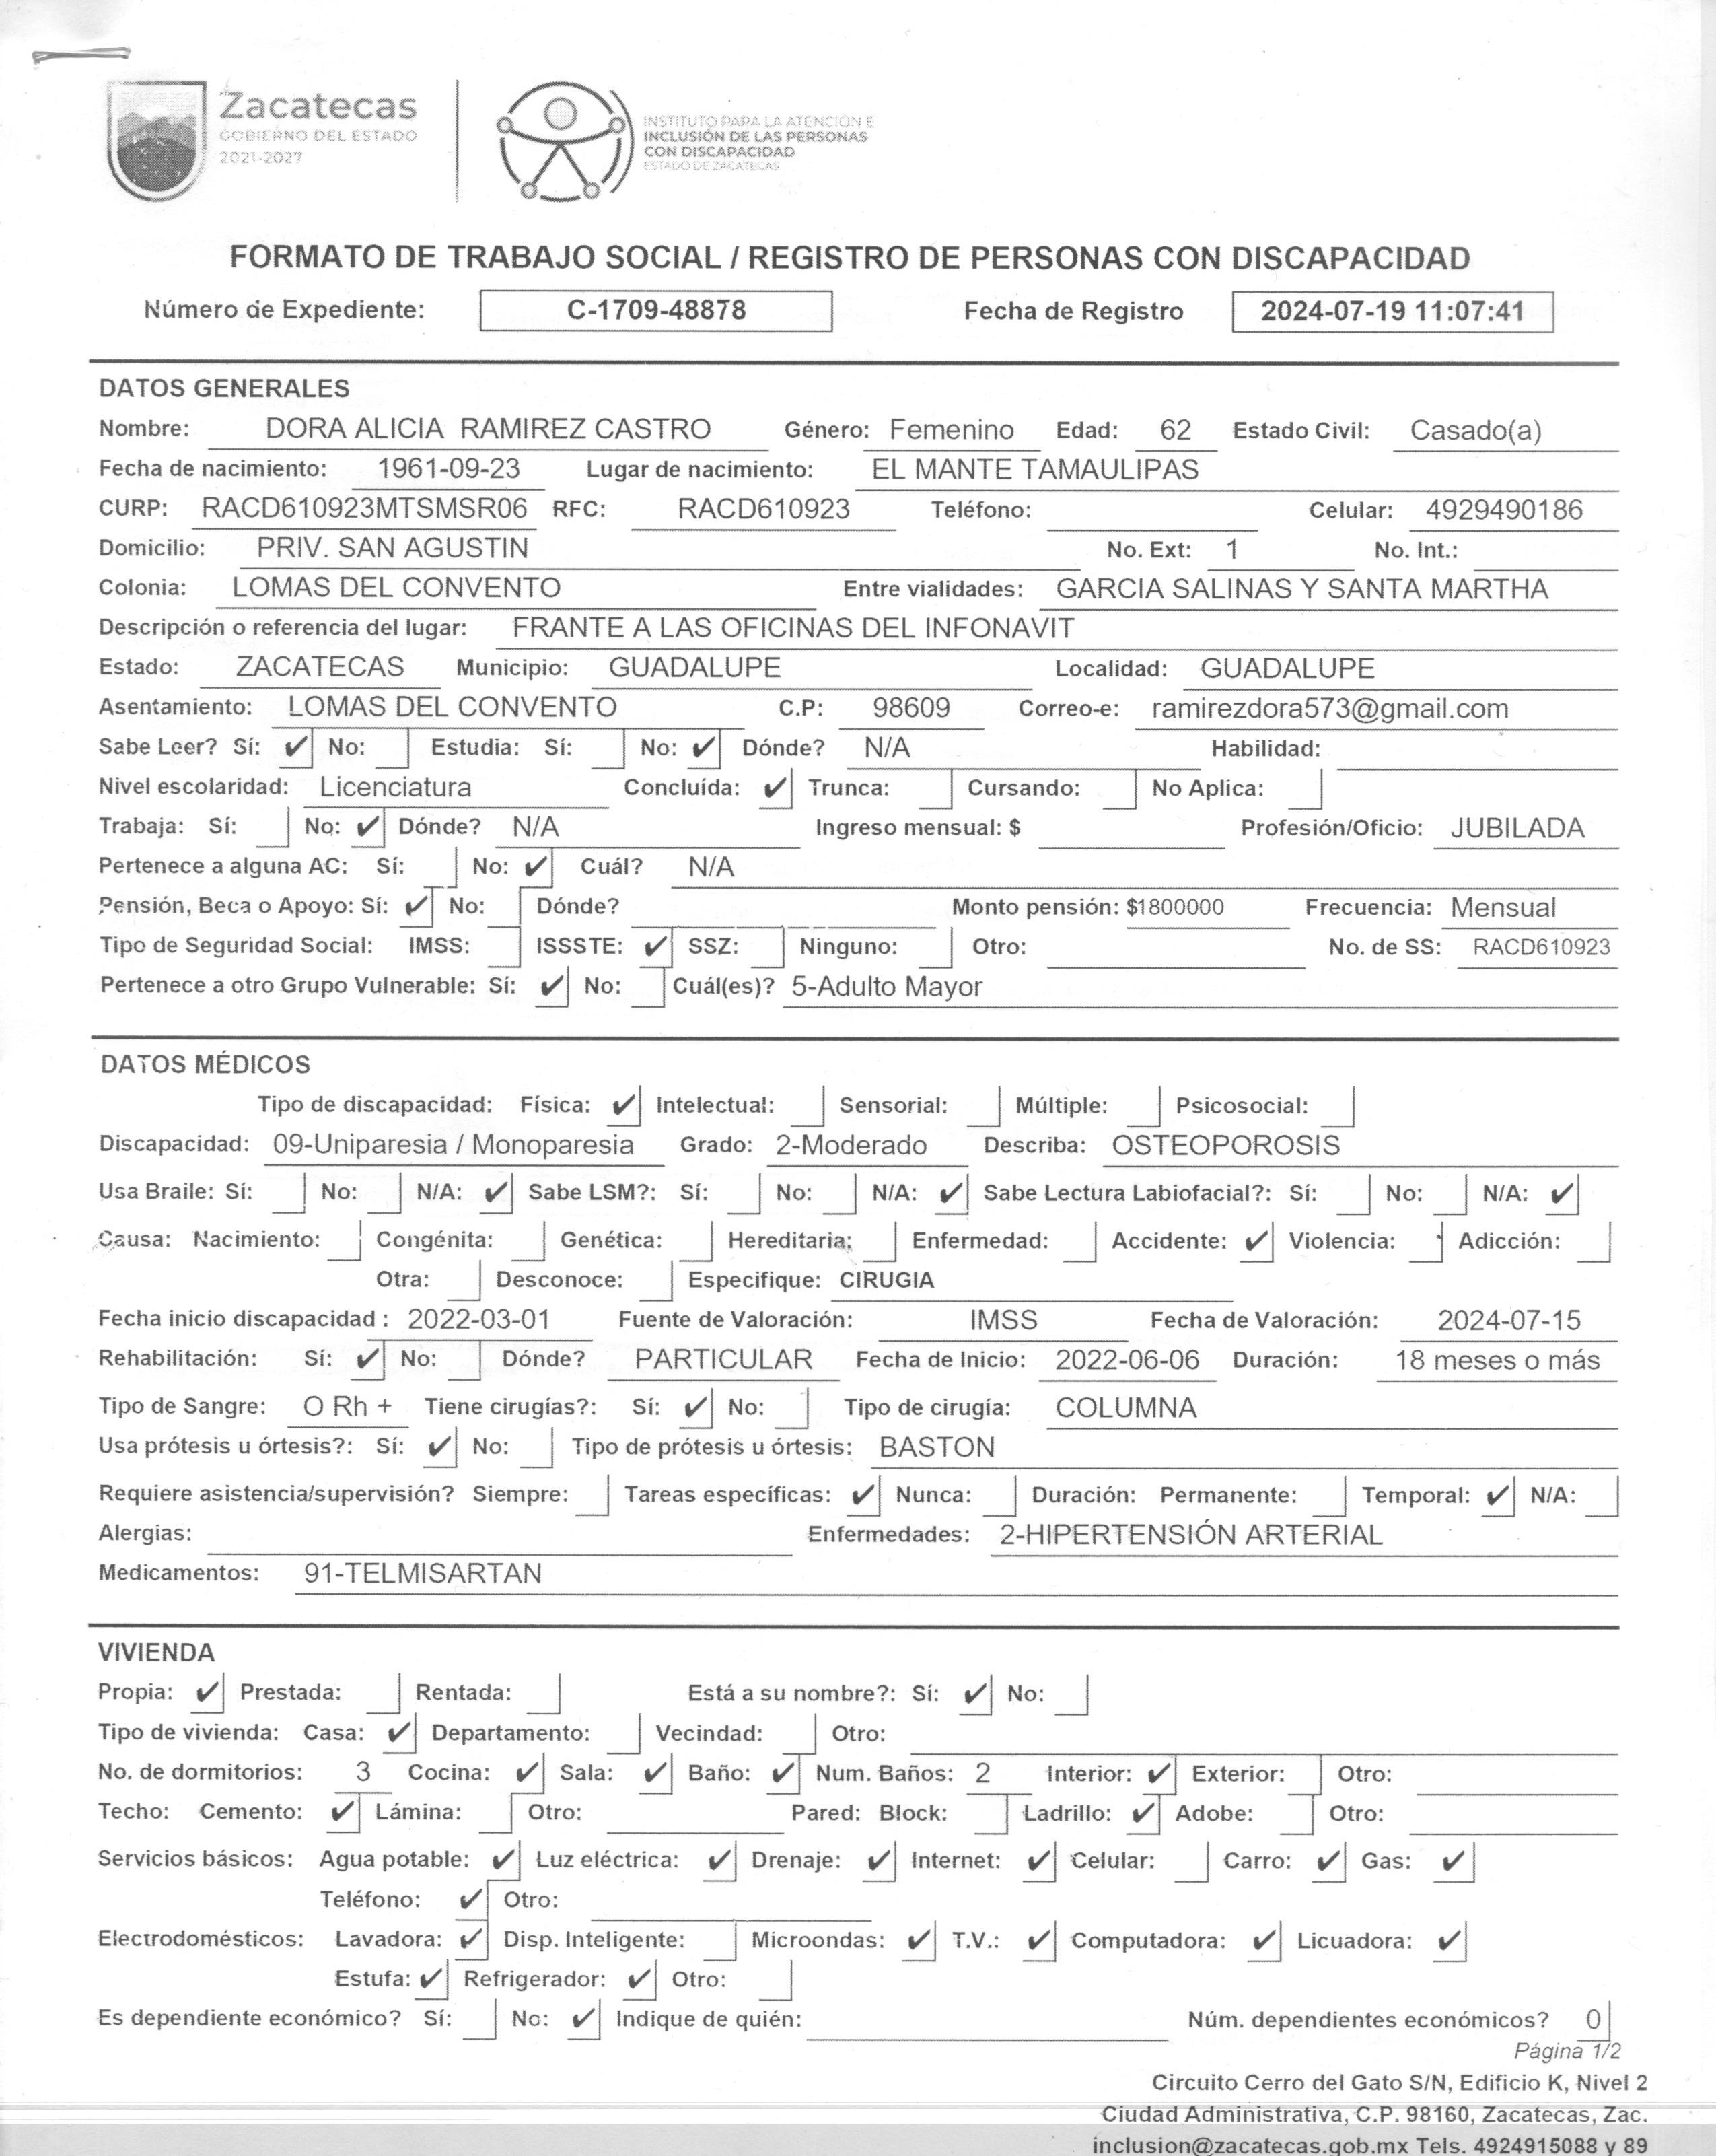 Zacatecas
GOBIERNO DEL ESTADO
2021-2027
INSTITUTO PARA LA ATENCIÓN E
INCLUSIÓN DE LAS PERSONAS
CON DISCAPACIDAD
ESTADO DE ZACATECAS
FORMATO DE TRABAJO SOCIAL / REGISTRO DE PERSONAS CON DISCAPACIDAD
Número de Expediente: C-1709-48878 Fecha de Registro 2024-07-19 11:07:41
DATOS GENERALES
Nombre: DORA ALICIA RAMIREZ CASTRO Género: Femenino Edad: 62 Estado Civil: Casado(a)
Fecha de nacimiento: 1961-09-23 Lugar de nacimiento: EL MANTE TAMAULIPAS
CURP: RACD610923MTSMSR06 RFC: RACD610923 Teléfono: Celular: 4929490186
Domicilio: PRIV. SAN AGUSTIN No. Ext: 1 No. Int.:
Colonia: LOMAS DEL CONVENTO Entre vialidades: GARCIA SALINAS Y SANTA MARTHA
Descripción o referencia del lugar: FRANTE A LAS OFICINAS DEL INFONAVIT
Estado: ZACATECAS Municipio: GUADALUPE Localidad: GUADALUPE
Asentamiento: LOMAS DEL CONVENTO C.P: 98609 Correo-e: ramirezdora573@gmail.com
Sabe Leer? Sí: ✔ No: Estudia: Sí: No: ✔ Dónde? N/A Habilidad:
Nivel escolaridad: Licenciatura Concluída: ✔ Trunca: Cursando: No Aplica:
Trabaja: Sí: No: ✔ Dónde? N/A Ingreso mensual: $ Profesión/Oficio: JUBILADA
Pertenece a alguna AC: Sí: No: ✔ Cuál? N/A
Pensión, Beca o Apoyo: Sí: ✔ No: Dónde? Monto pensión: $1800000 Frecuencia: Mensual
Tipo de Seguridad Social: IMSS: ISSSTE: ✔ SSZ: Ninguno: Otro: No. de SS: RACD610923
Pertenece a otro Grupo Vulnerable: Sí: ✔ No: Cuál(es)? 5-Adulto Mayor
DATOS MÉDICOS
Tipo de discapacidad: Física: ✔ Intelectual: Sensorial: Múltiple: Psicosocial:
Discapacidad: 09-Uniparesia / Monoparesia Grado: 2-Moderado Describa: OSTEOPOROSIS
Usa Braile: Sí: No: N/A: ✔ Sabe LSM?: Sí: No: N/A: ✔ Sabe Lectura Labiofacial?: Sí: No: N/A: ✔
Causa: Nacimiento: Congénita: Genética: Hereditaria: Enfermedad: Accidente: ✔ Violencia: Adicción:
Otra: Desconoce: Especifique: CIRUGIA
Fecha inicio discapacidad : 2022-03-01 Fuente de Valoración: IMSS Fecha de Valoración: 2024-07-15
Rehabilitación: Sí: ✔ No: Dónde? PARTICULAR Fecha de Inicio: 2022-06-06 Duración: 18 meses o más
Tipo de Sangre: O Rh + Tiene cirugías?: Sí: ✔ No: Tipo de cirugía: COLUMNA
Usa prótesis u órtesis?: Sí: ✔ No: Tipo de prótesis u órtesis: BASTON
Requiere asistencia/supervisión? Siempre: Tareas específicas: ✔ Nunca: Duración: Permanente: Temporal: ✔ N/A:
Alergias: Enfermedades: 2-HIPERTENSIÓN ARTERIAL
Medicamentos: 91-TELMISARTAN
VIVIENDA
Propia: ✔ Prestada: Rentada: Está a su nombre?: Sí: ✔ No:
Tipo de vivienda: Casa: ✔ Departamento: Vecindad: Otro:
No. de dormitorios: 3 Cocina: ✔ Sala: ✔ Baño: ✔ Num. Baños: 2 Interior: ✔ Exterior: Otro:
Techo: Cemento: ✔ Lámina: Otro: Pared: Block: Ladrillo: ✔ Adobe: Otro:
Servicios básicos: Agua potable: ✔ Luz eléctrica: ✔ Drenaje: ✔ Internet: ✔ Celular: Carro: ✔ Gas: ✔
Teléfono: ✔ Otro:
Electrodomésticos: Lavadora: ✔ Disp. Inteligente: Microondas: ✔ T.V.: ✔ Computadora: ✔ Licuadora: ✔
Estufa: ✔ Refrigerador: ✔ Otro:
Es dependiente económico? Sí: No: ✔ Indique de quién: Núm. dependientes económicos? 0
Página 1/2
Circuito Cerro del Gato S/N, Edificio K, Nivel 2
Ciudad Administrativa, C.P. 98160, Zacatecas, Zac.
inclusion@zacatecas.gob.mx Tels. 4924915088 y 89